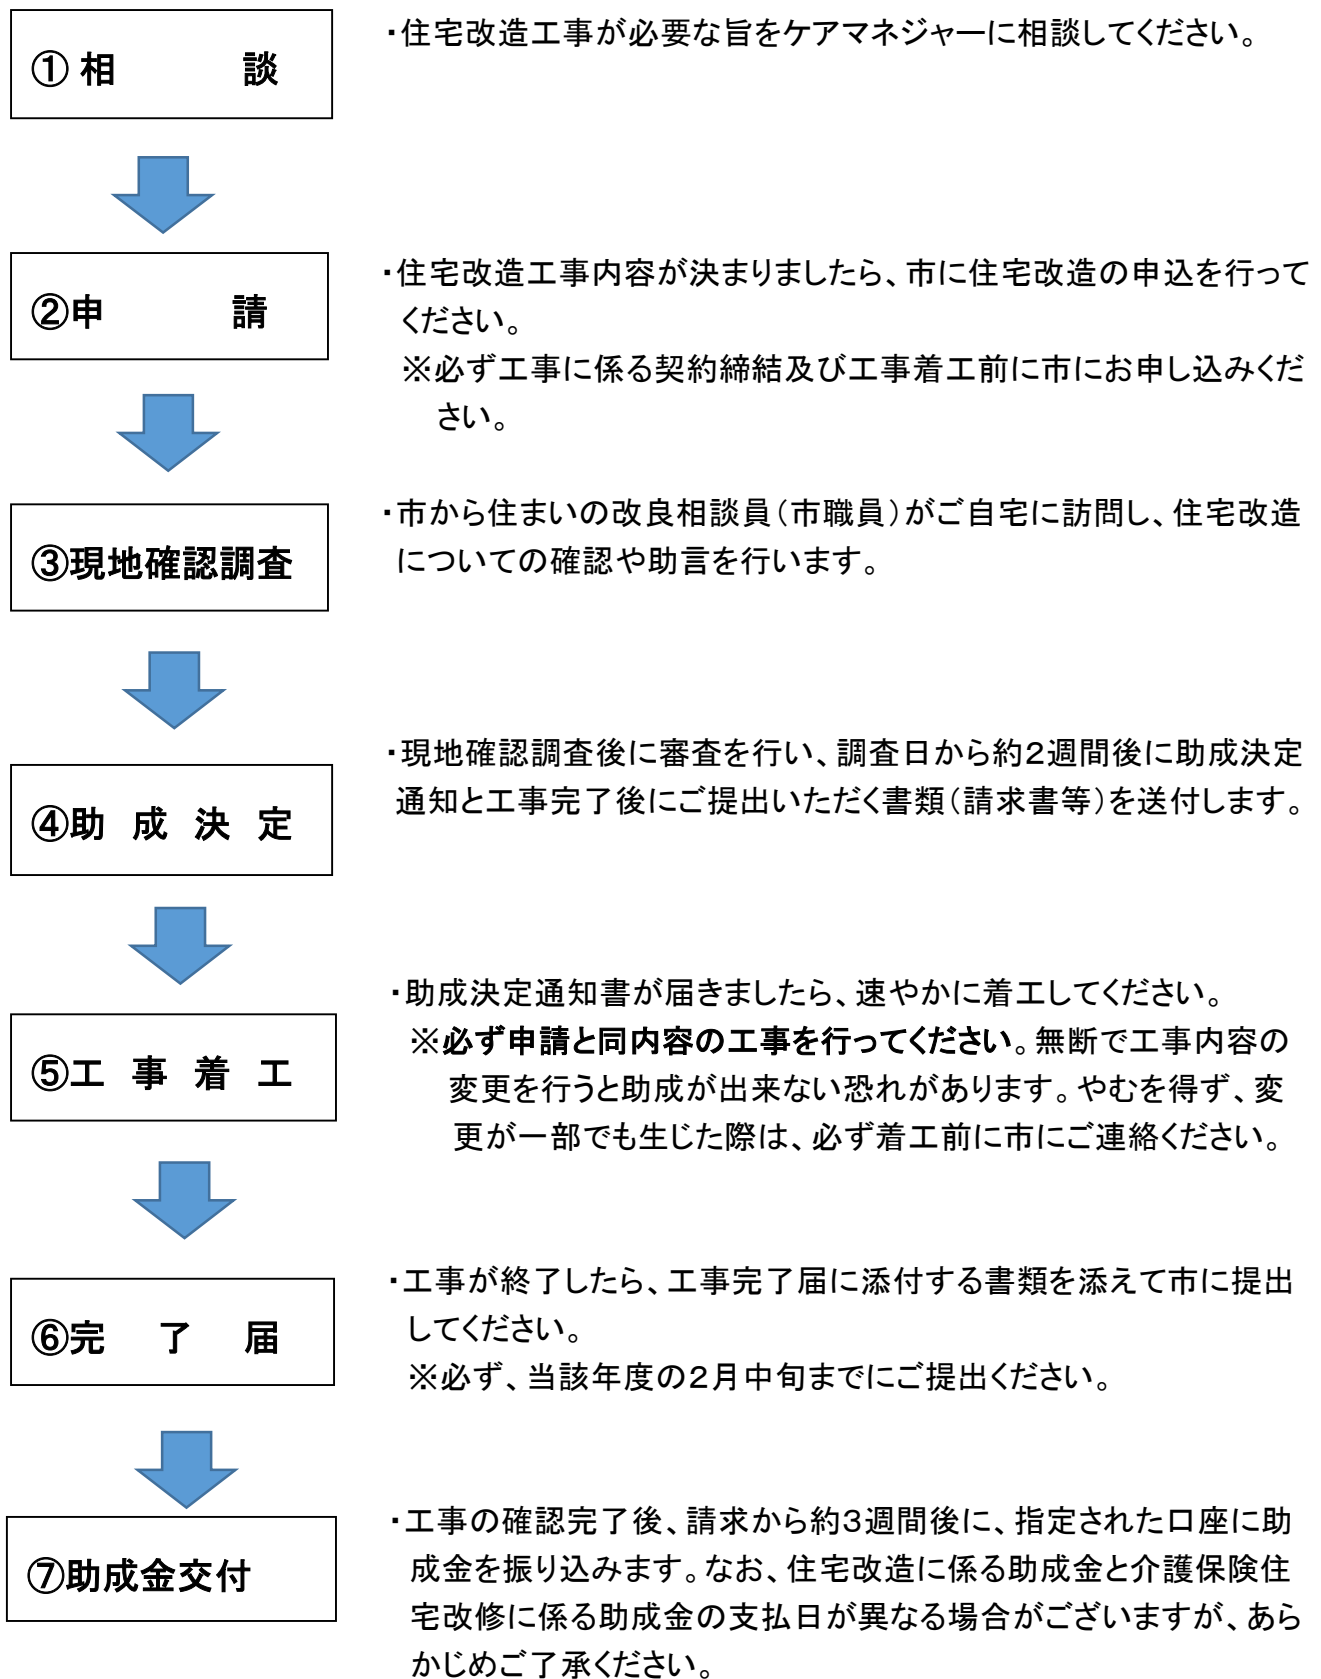 ①相　　　談
・住宅改造工事が必要な旨をケアマネジャーに相談してください。
②申　　　請
・住宅改造工事内容が決まりましたら、市に住宅改造の申込を行って
ください。
※必ず工事に係る契約締結及び工事着工前に市にお申し込みくだ
さい。
③現地確認調査
・市から住まいの改良相談員（市職員）がご自宅に訪問し、住宅改造
についての確認や助言を行います。
④助　成　決　定
・現地確認調査後に審査を行い、調査日から約２週間後に助成決定
通知と工事完了後にご提出いただく書類（請求書等）を送付します。
⑤工　事　着　工
・助成決定通知書が届きましたら、速やかに着工してください。
※必ず申請と同内容の工事を行ってください。無断で工事内容の
変更を行うと助成が出来ない恐れがあります。やむを得ず、変
更が一部でも生じた際は、必ず着工前に市にご連絡ください。
⑥完　了　届
・工事が終了したら、工事完了届に添付する書類を添えて市に提出
してください。
※必ず、当該年度の２月中旬までにご提出ください。
⑦助成金交付
・工事の確認完了後、請求から約３週間後に、指定された口座に助
成金を振り込みます。なお、住宅改造に係る助成金と介護保険住
宅改修に係る助成金の支払日が異なる場合がございますが、あら
かじめご了承ください。